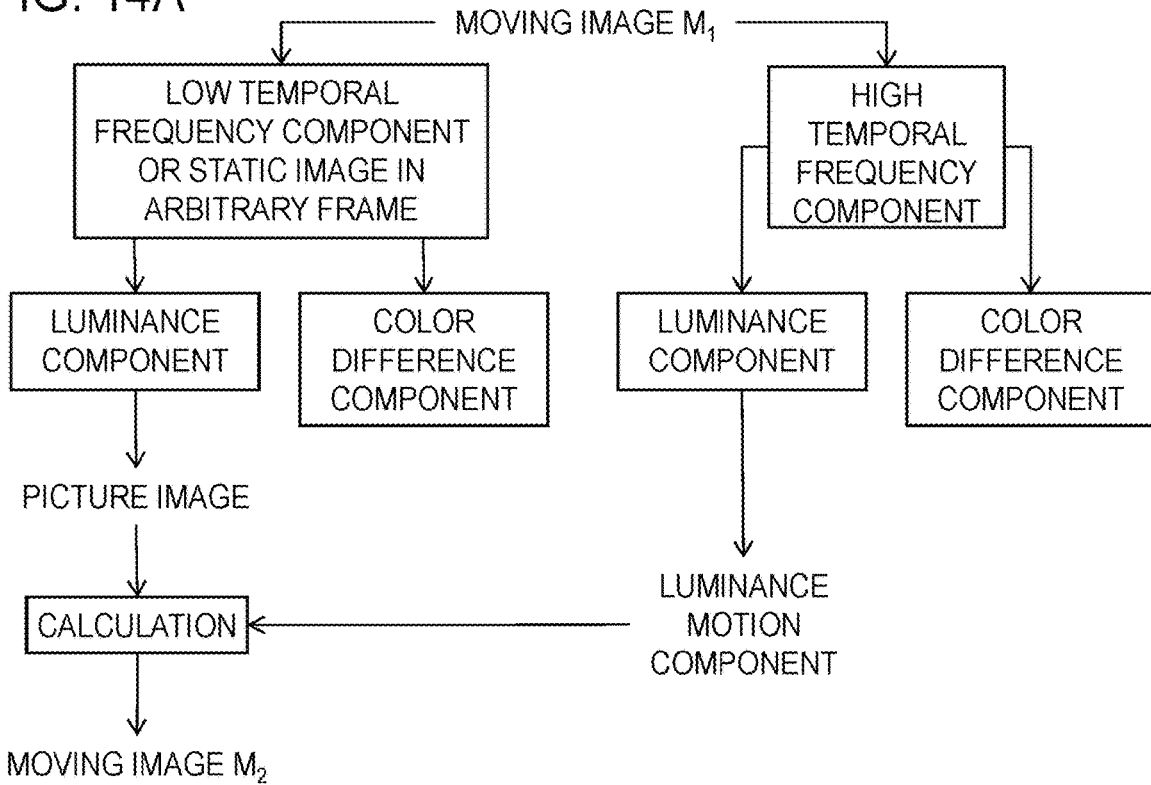 14A
MOVING IMAGE M₁
LOW TEMPORAL
FREQUENCY COMPONENT
OR STATIC IMAGE IN
ARBITRARY FRAME
HIGH
TEMPORAL
FREQUENCY
COMPONENT
LUMINANCE
COMPONENT
COLOR
DIFFERENCE
COMPONENT
LUMINANCE
COMPONENT
COLOR
DIFFERENCE
COMPONENT
PICTURE IMAGE
LUMINANCE
MOTION
COMPONENT
CALCULATION
MOVING IMAGE M₂